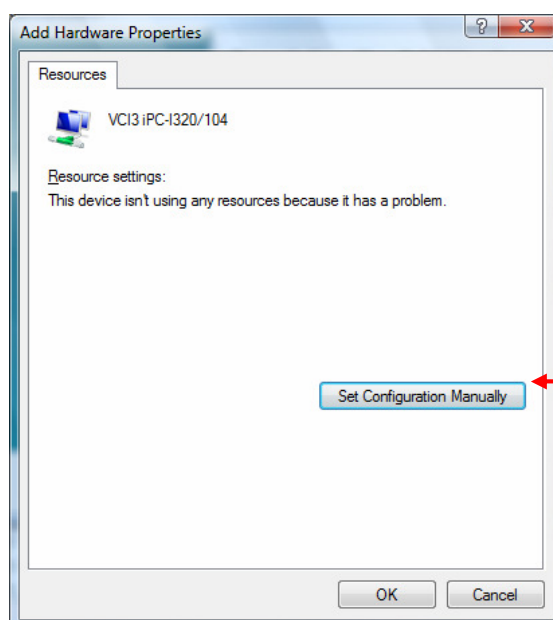 Add Hardware Properties
Resources
VCI3 iPC-I320/104
Resource settings:
This device isn't using any resources because it has a problem.
Set Configuration Manually
OK Cancel